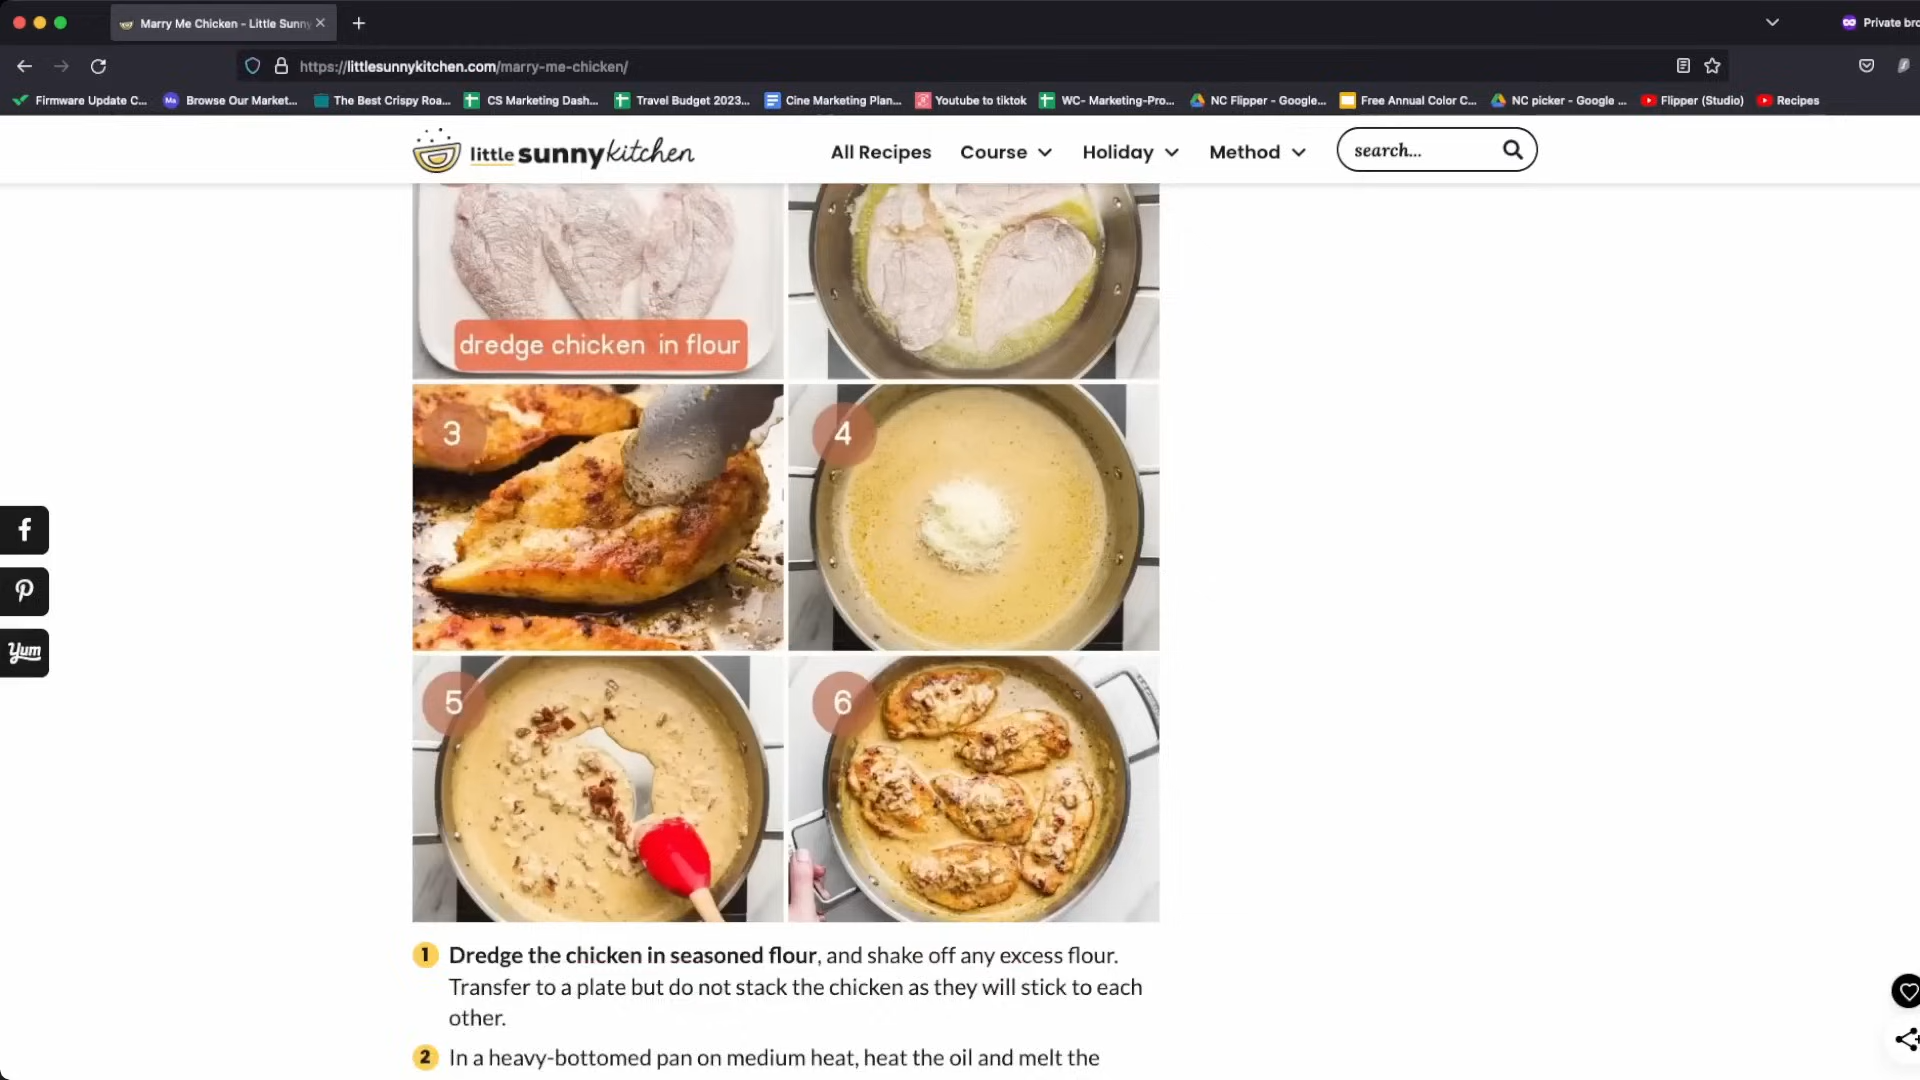 Marry Me Chicken - Little Sunny
Private bro
https://littlesunnykitchen.com/marry-me-chicken/
Firmware Update C...
Ma
Browse Our Market...
The Best Crispy Roa...
CS Marketing Dash...
Travel Budget 2023...
Cine Marketing Plan...
Youtube to tiktok
WC- Marketing-Pro...
NC Flipper - Google...
Free Annual Color C...
NC picker - Google ...
Flipper (Studio)
Recipes
little sunny kitchen
All Recipes
Course
Holiday
Method
search...
dredge chicken in flour
3
4
5
6
Yum
1 Dredge the chicken in seasoned flour, and shake off any excess flour.
Transfer to a plate but do not stack the chicken as they will stick to each
other.
2 In a heavy-bottomed pan on medium heat, heat the oil and melt the